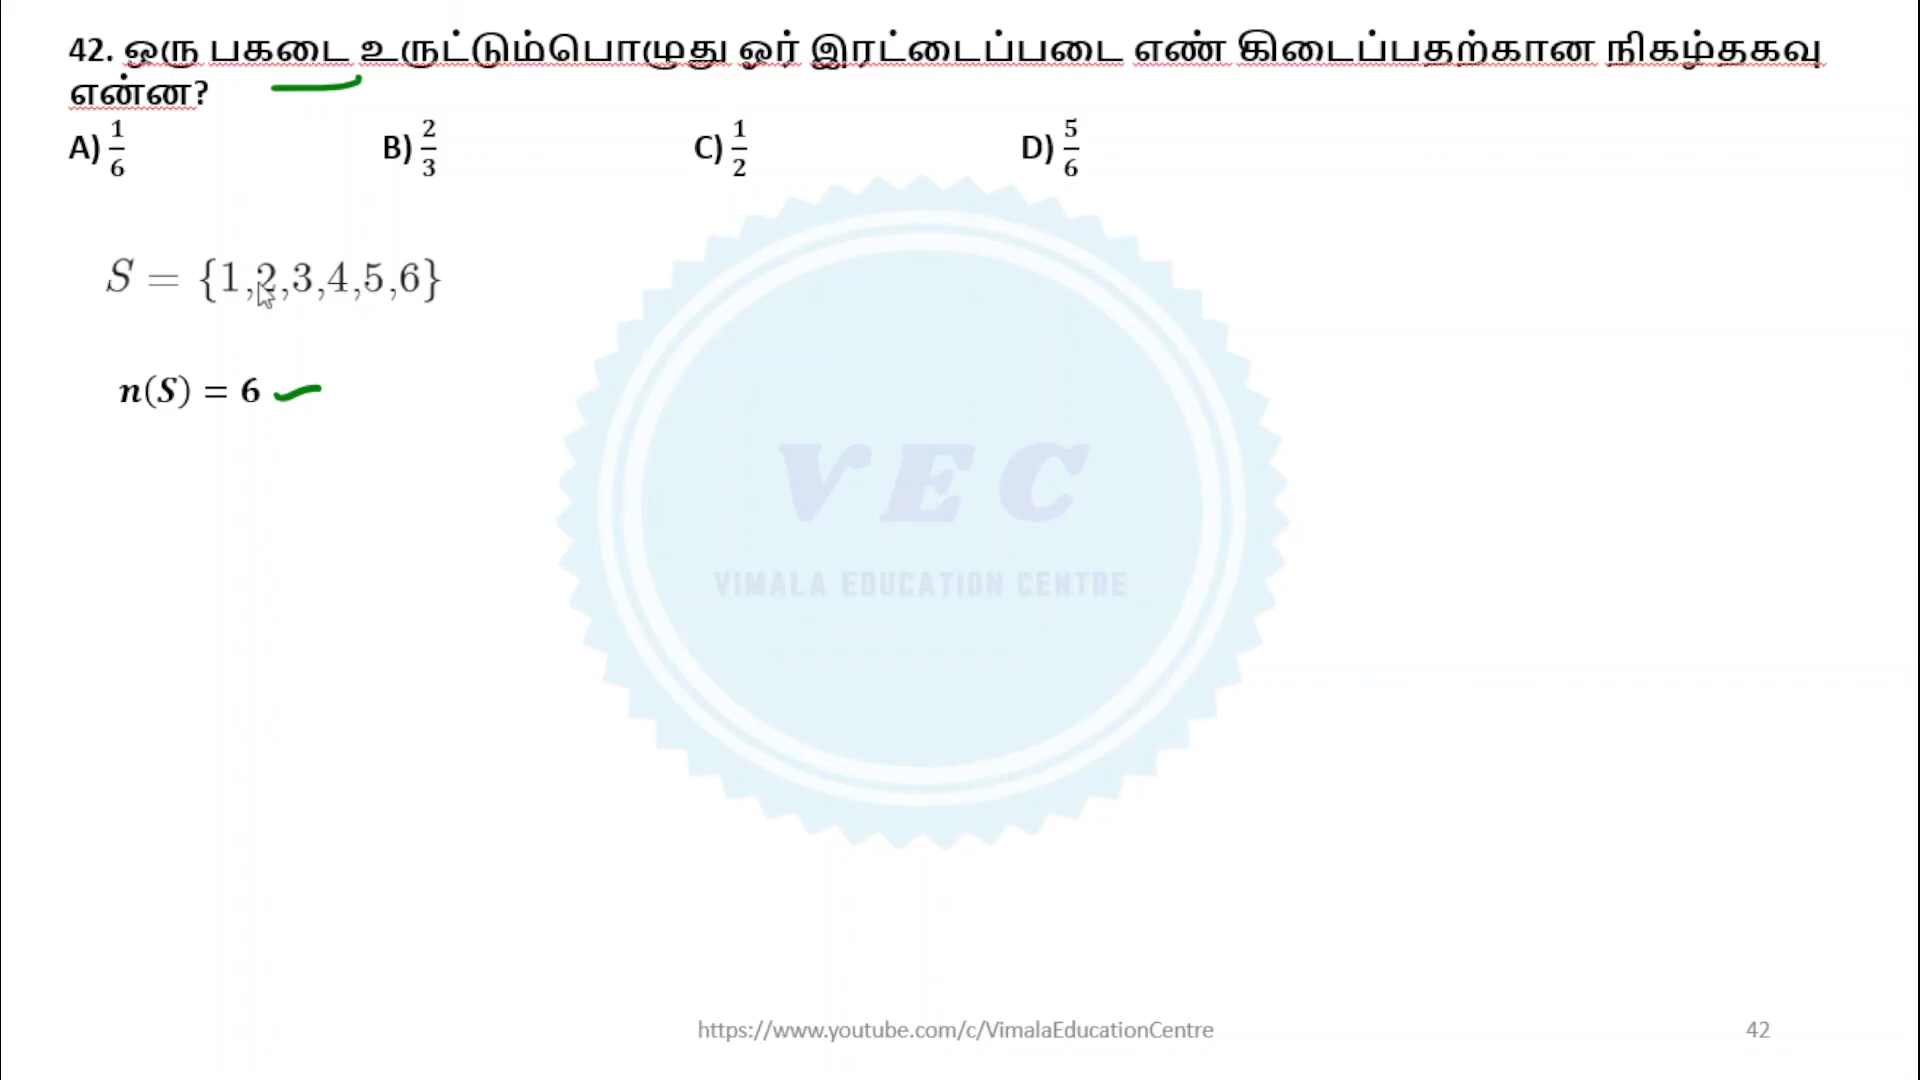 42. ஒரு பகடை உருட்டும்பொழுது ஓர் இரட்டைப்படை எண் கிடைப்பதற்கான நிகழ்தகவு
என்ன?
A) 1/6 B) 2/3 C) 1/2 D) 5/6
S = {1,2,3,4,5,6}
n(S) = 6
VEC
VIMALA EDUCATION CENTRE
https://www.youtube.com/c/VimalaEducationCentre 42